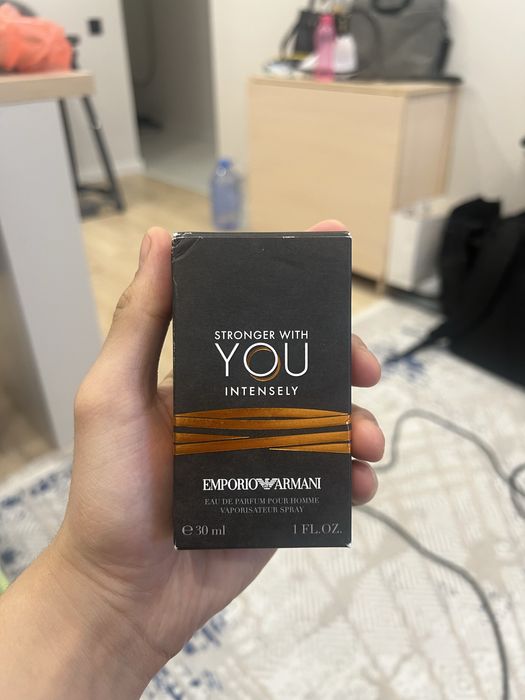 STRONGER WITH
YOU
INTENSELY
EMPORIO ARMANI
EAU DE PARFUM POUR HOMME
VAPORISATEUR SPRAY
℮ 30 ml 1 FL.OZ.